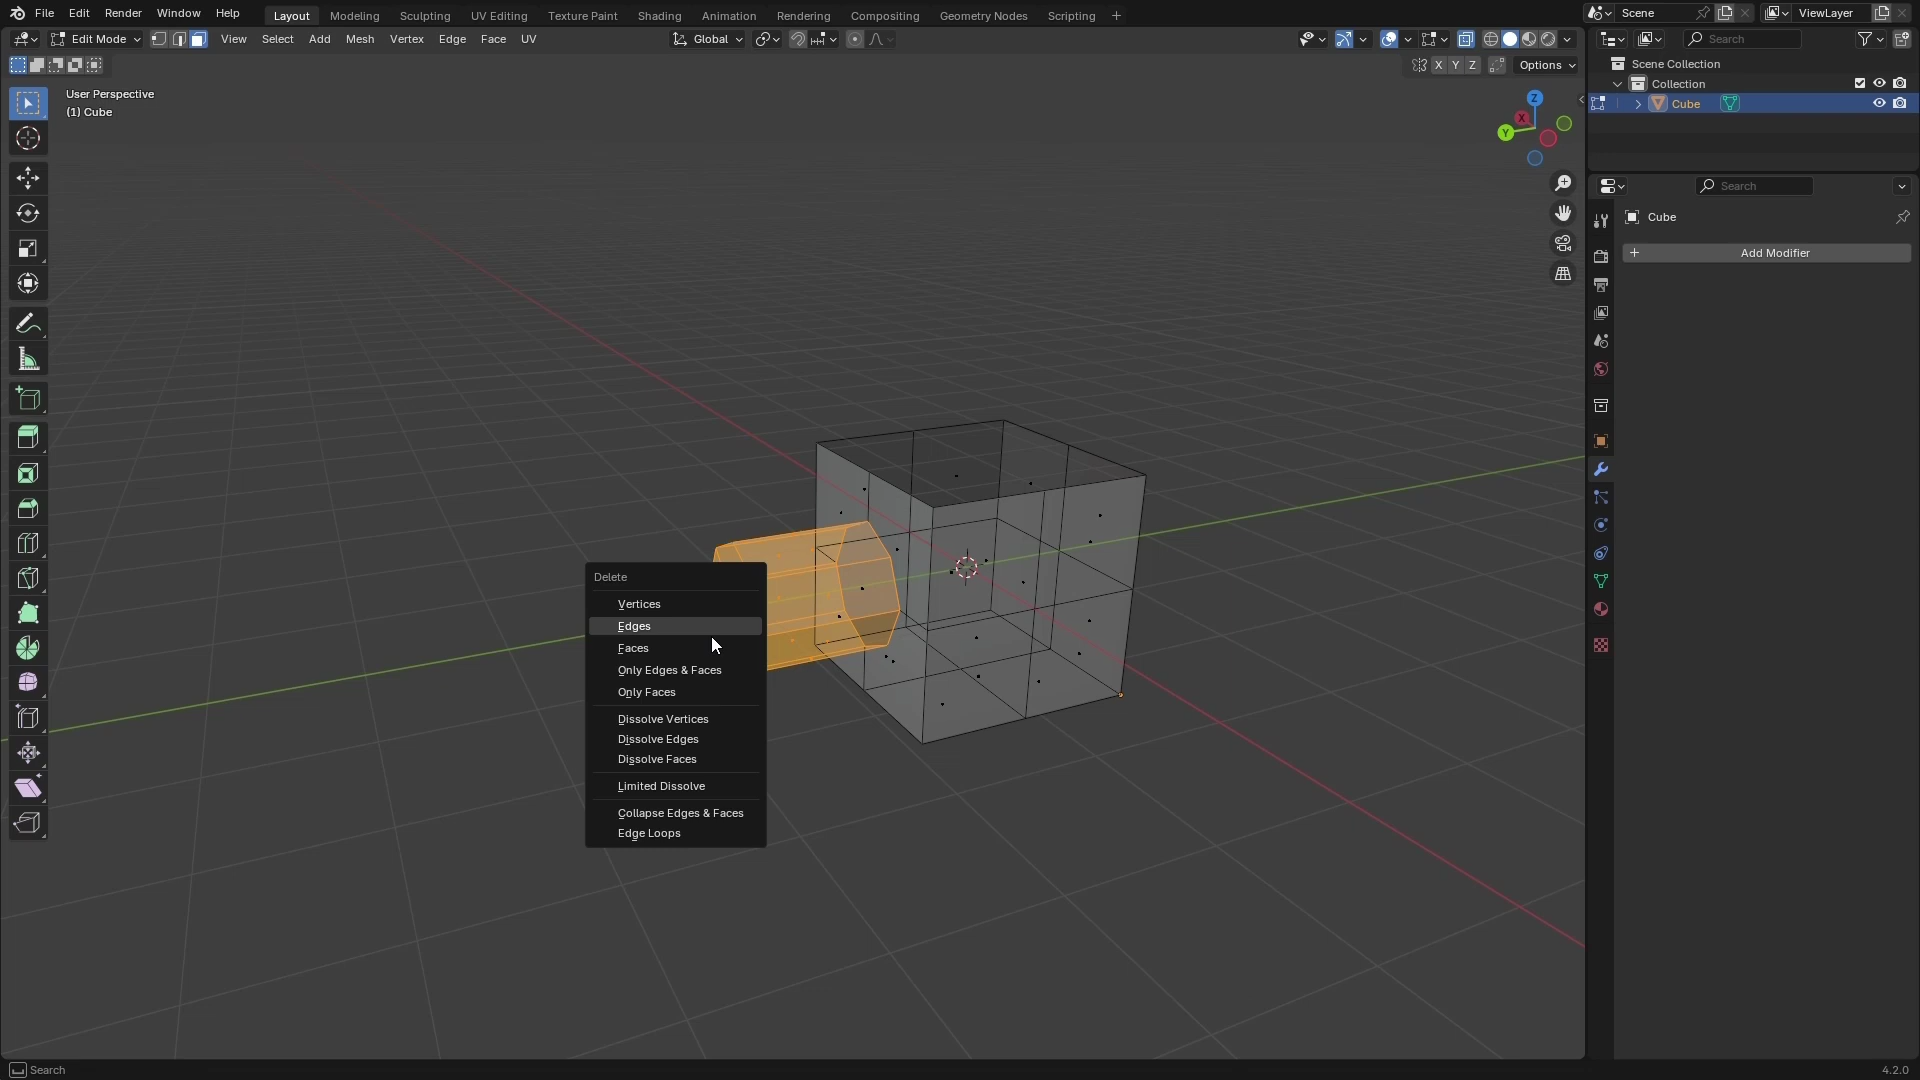 File Edit Render Window Help Layout Modeling Sculpting UV Editing Texture Paint Shading Animation Rendering Compositing Geometry Nodes Scripting + Scene ViewLayer
Edit Mode View Select Add Mesh Vertex Edge Face UV Global Search
X Y Z Options
Scene Collection
Collection
Cube
User Perspective
(1) Cube
Z
X
Y
Search
Cube
+ Add Modifier
Delete
Vertices
Edges
Faces
Only Edges & Faces
Only Faces
Dissolve Vertices
Dissolve Edges
Dissolve Faces
Limited Dissolve
Collapse Edges & Faces
Edge Loops
Search 4.2.0